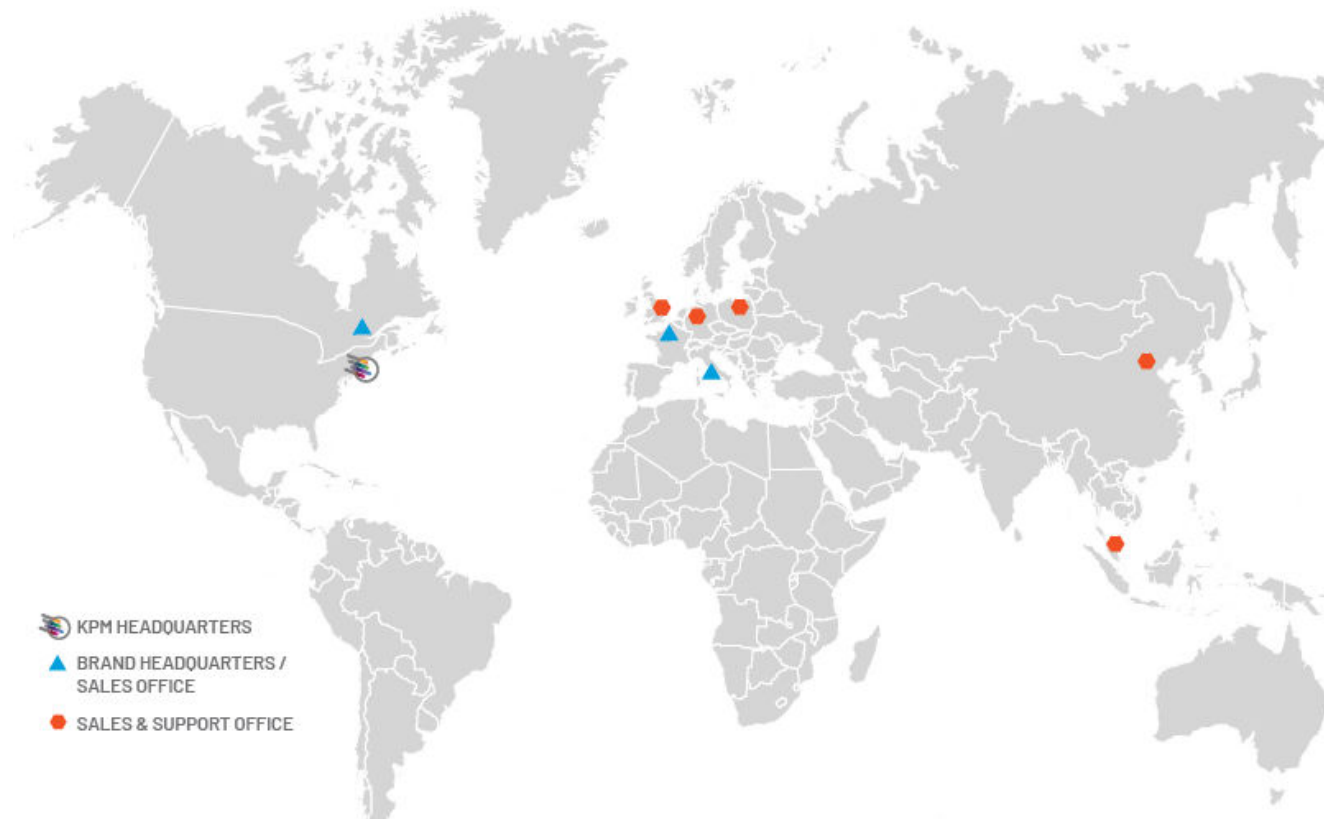 KPM HEADQUARTERS
BRAND HEADQUARTERS /
SALES OFFICE
SALES & SUPPORT OFFICE